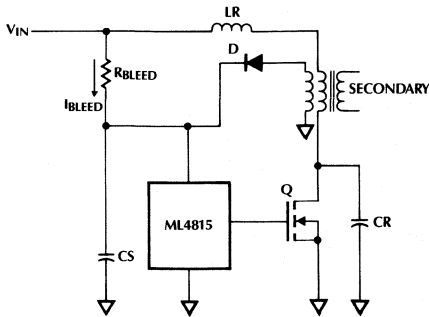 LR
VIN
D
RBLEED
SECONDARY
IBLEED
Q
ML4815
CR
CS